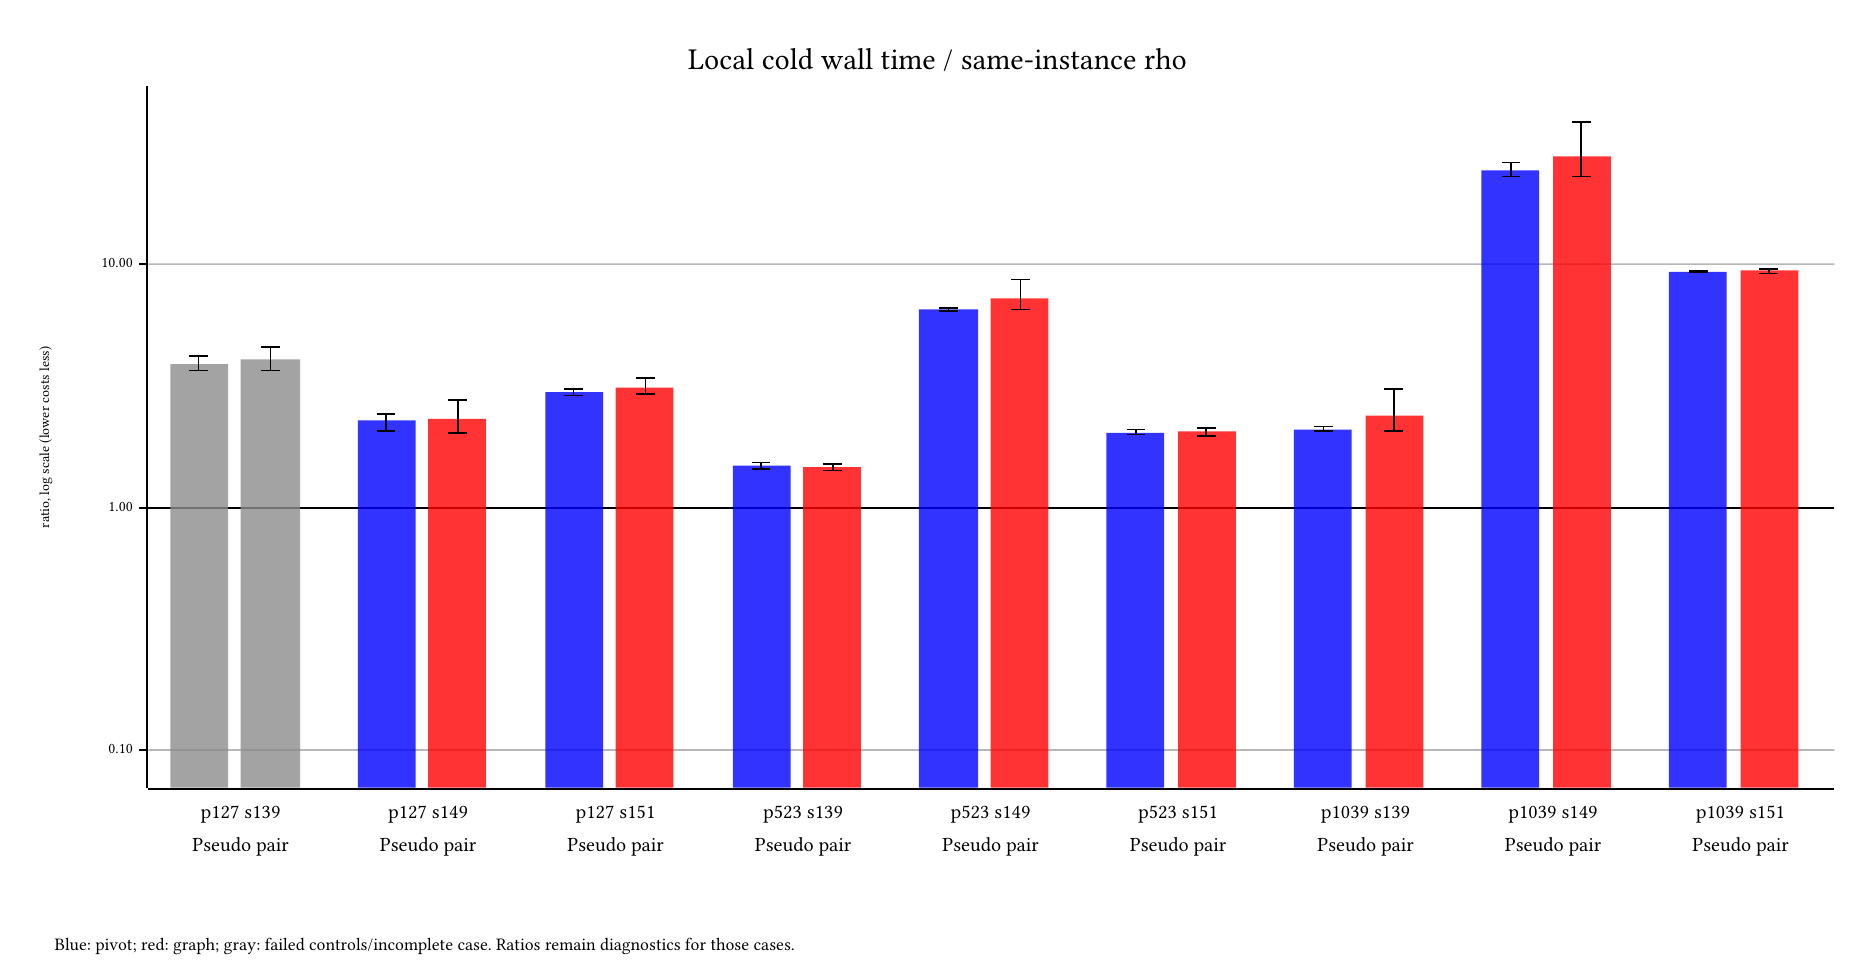 Local cold wall time / same-instance rho
ratio, log scale (lower costs less)
10.00
1.00
0.10
p127 s139
Pseudo pair
p127 s149
Pseudo pair
p127 s151
Pseudo pair
p523 s139
Pseudo pair
p523 s149
Pseudo pair
p523 s151
Pseudo pair
p1039 s139
Pseudo pair
p1039 s149
Pseudo pair
p1039 s151
Pseudo pair
Blue: pivot; red: graph; gray: failed controls/incomplete case. Ratios remain diagnostics for those cases.